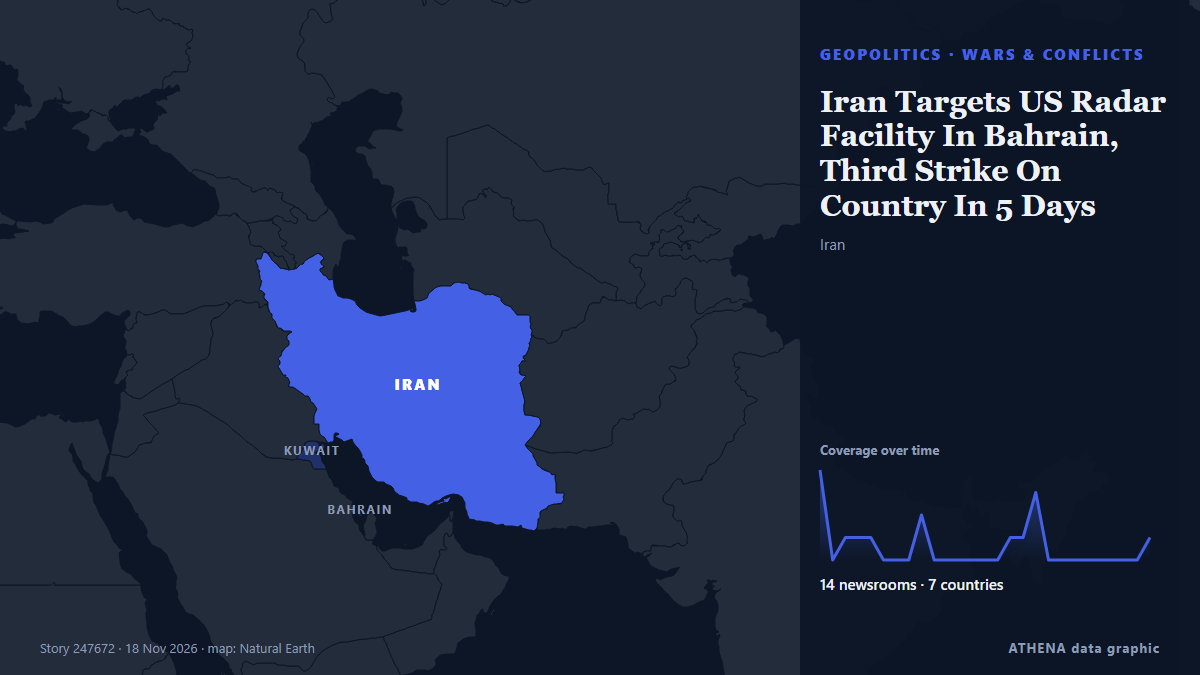 GEOPOLITICS · WARS & CONFLICTS
Iran Targets US Radar
Facility In Bahrain,
Third Strike On
Country In 5 Days
Iran
IRAN
KUWAIT
BAHRAIN
Coverage over time
14 newsrooms · 7 countries
Story 247672 · 18 Nov 2026 · map: Natural Earth
ATHENA data graphic